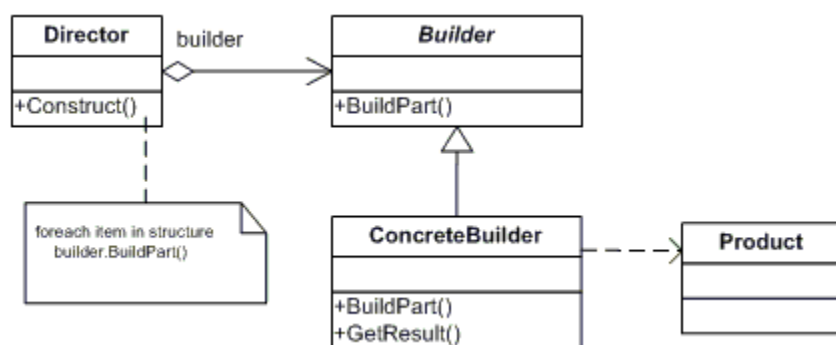 Director
builder
Builder
+Construct()
+BuildPart()
foreach item in structure
builder.BuildPart()
ConcreteBuilder
Product
+BuildPart()
+GetResult()